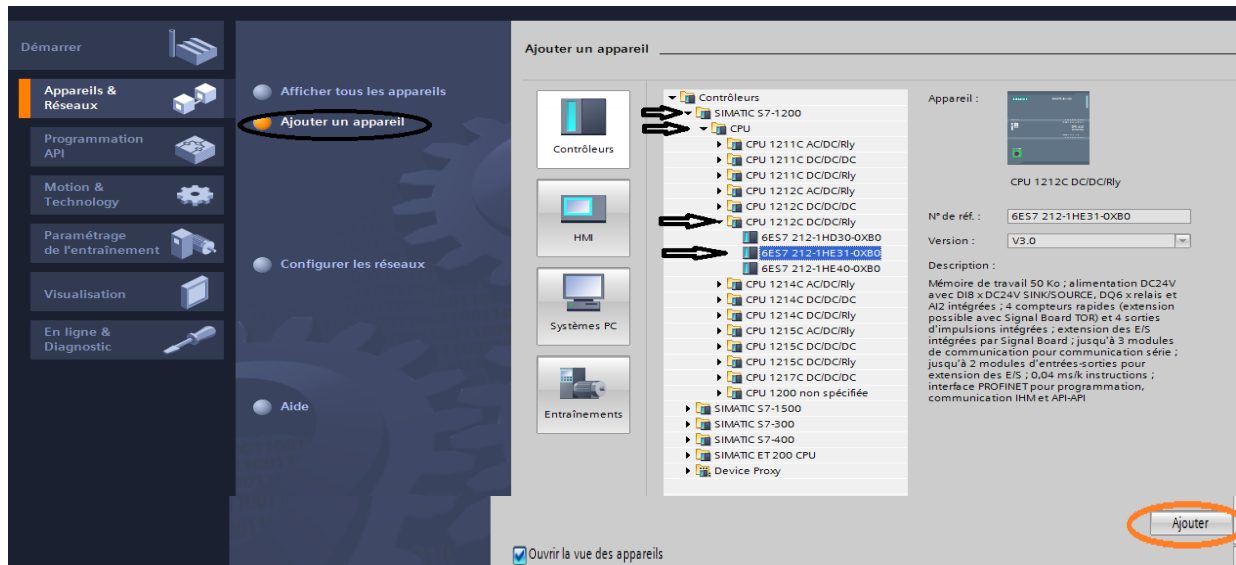 Démarrer
Appareils &
Réseaux
Programmation
API
Motion &
Technology
Paramétrage
de l'entraînement
Visualisation
En ligne &
Diagnostic
Afficher tous les appareils
Ajouter un appareil
Configurer les réseaux
Aide
Ajouter un appareil
Contrôleurs
HMI
Systèmes PC
Entraînements
Contrôleurs
SIMATIC S7-1200
CPU
CPU 1211C AC/DC/Rly
CPU 1211C DC/DC/DC
CPU 1211C DC/DC/Rly
CPU 1212C AC/DC/Rly
CPU 1212C DC/DC/DC
CPU 1212C DC/DC/Rly
6ES7 212-1HD30-0XB0
6ES7 212-1HE31-0XB0
6ES7 212-1HE40-0XB0
CPU 1214C AC/DC/Rly
CPU 1214C DC/DC/DC
CPU 1214C DC/DC/Rly
CPU 1215C AC/DC/Rly
CPU 1215C DC/DC/DC
CPU 1215C DC/DC/Rly
CPU 1217C DC/DC/DC
CPU 1200 non spécifiée
SIMATIC S7-1500
SIMATIC S7-300
SIMATIC S7-400
SIMATIC ET 200 CPU
Device Proxy
Appareil :
CPU 1212C DC/DC/Rly
N° de réf. :
6ES7 212-1HE31-0XB0
Version :
V3.0
Description :
Mémoire de travail 50 Ko ; alimentation DC24V
avec DI8 x DC24V SINK/SOURCE, DQ6 x relais et
AI2 intégrées ; 4 compteurs rapides (extension
possible avec Signal Board TOR) et 4 sorties
d'impulsions intégrées ; extension des E/S
intégrées par Signal Board ; jusqu'à 3 modules
de communication pour communication série ;
jusqu'à 2 modules d'entrées-sorties pour
extension des E/S ; 0,04 ms/k instructions ;
interface PROFINET pour programmation,
communication IHM et API-API
Ajouter
Ouvrir la vue des appareils